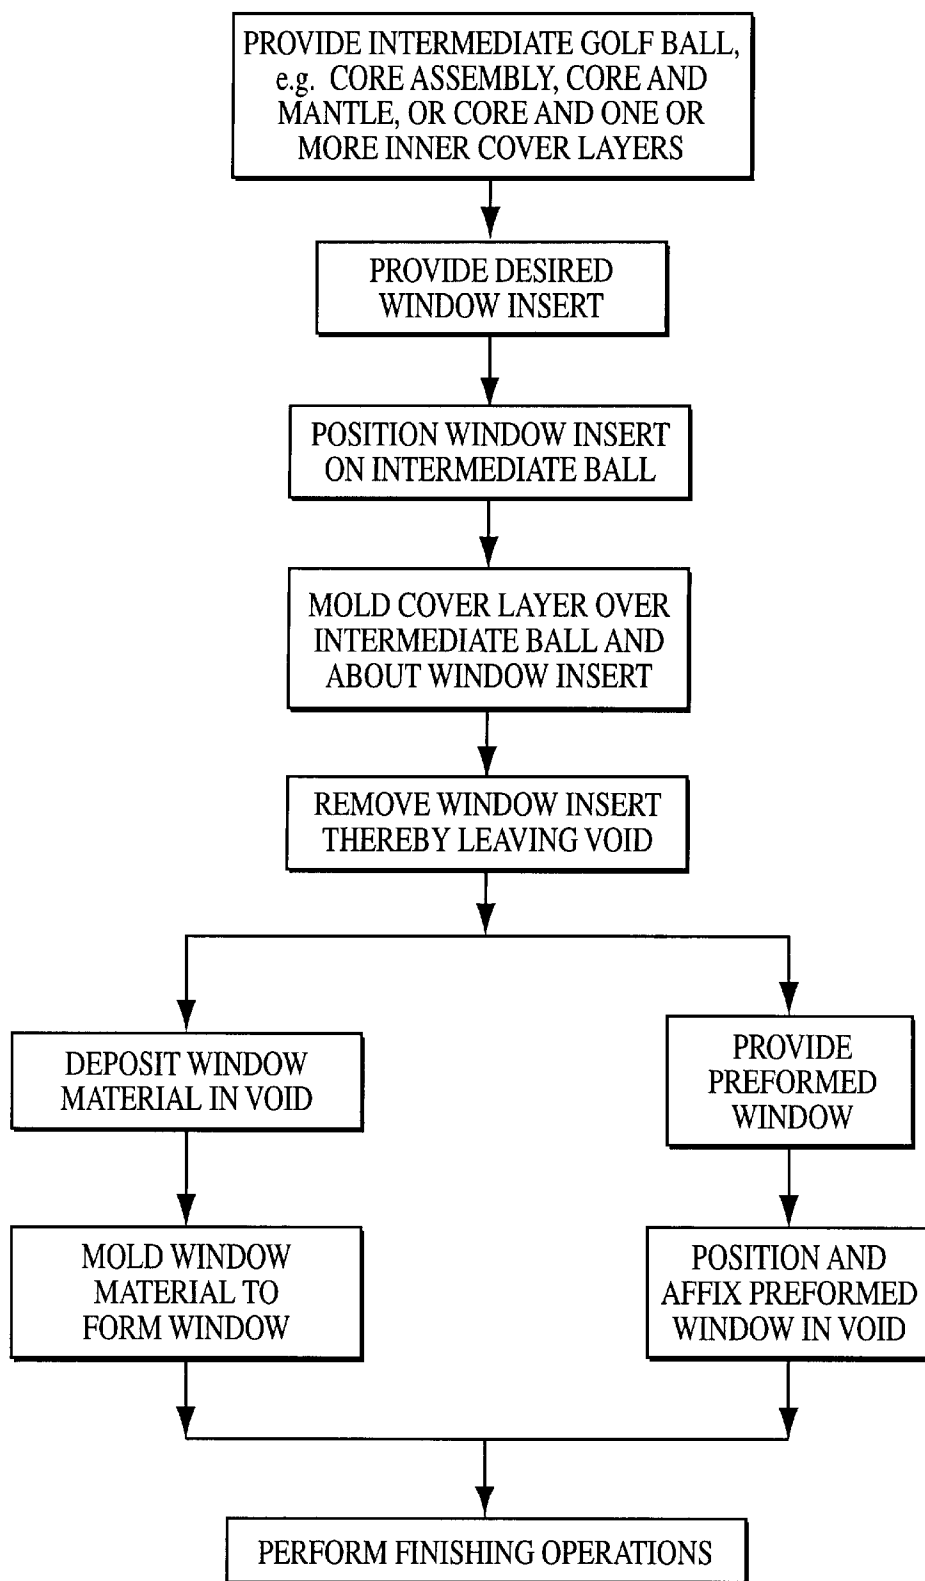 PROVIDE INTERMEDIATE GOLF BALL,
e.g. CORE ASSEMBLY, CORE AND
MANTLE, OR CORE AND ONE OR
MORE INNER COVER LAYERS
PROVIDE DESIRED
WINDOW INSERT
POSITION WINDOW INSERT
ON INTERMEDIATE BALL
MOLD COVER LAYER OVER
INTERMEDIATE BALL AND
ABOUT WINDOW INSERT
REMOVE WINDOW INSERT
THEREBY LEAVING VOID
DEPOSIT WINDOW
MATERIAL IN VOID
MOLD WINDOW
MATERIAL TO
FORM WINDOW
PROVIDE
PREFORMED
WINDOW
POSITION AND
AFFIX PREFORMED
WINDOW IN VOID
PERFORM FINISHING OPERATIONS